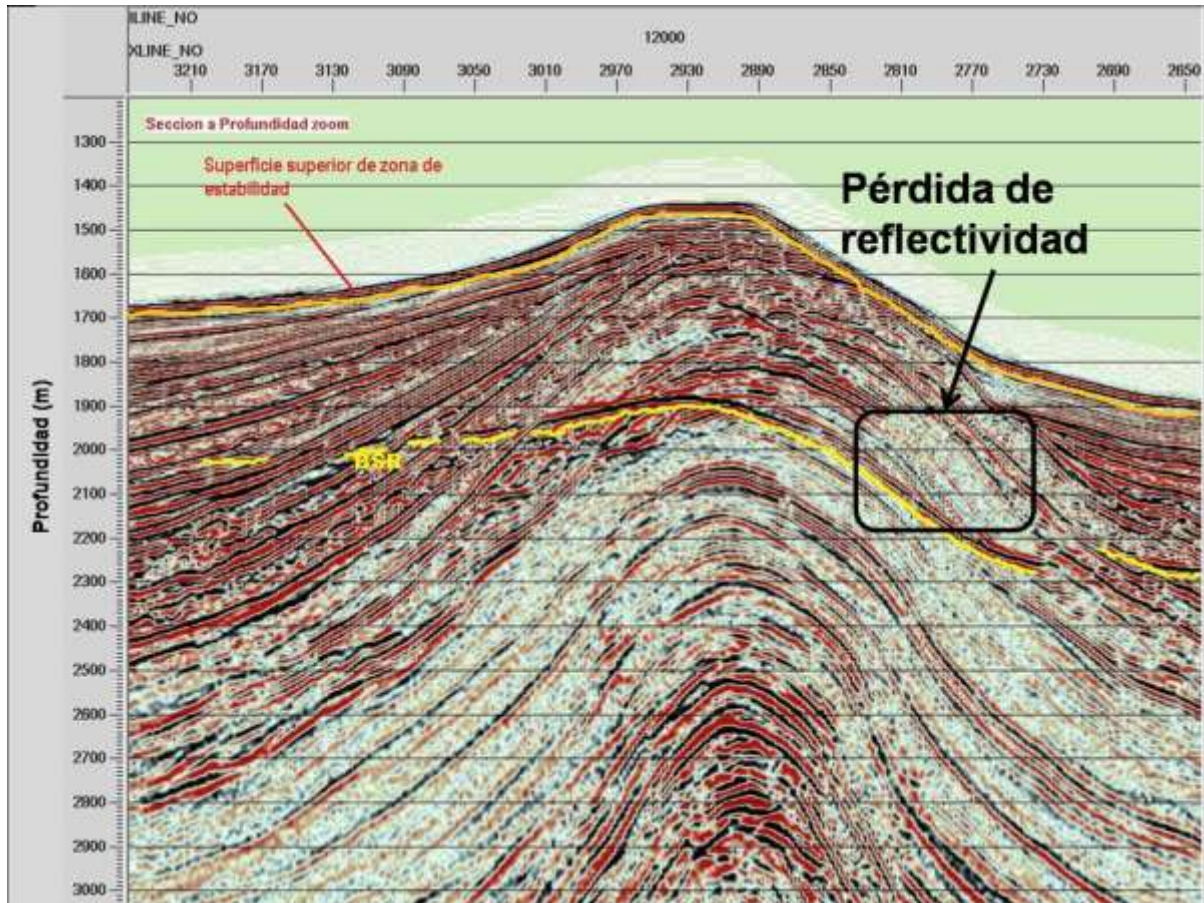 ILINE_NO
12000
XLINE_NO
3210 3170 3130 3090 3050 3010 2970 2930 2890 2850 2810 2770 2730 2690 2650
Seccion a Profundidad zoom
Superficie superior de zona de
estabilidad
Pérdida de
reflectividad
BSR
Profundidad (m)
1300
1400
1500
1600
1700
1800
1900
2000
2100
2200
2300
2400
2500
2600
2700
2800
2900
3000